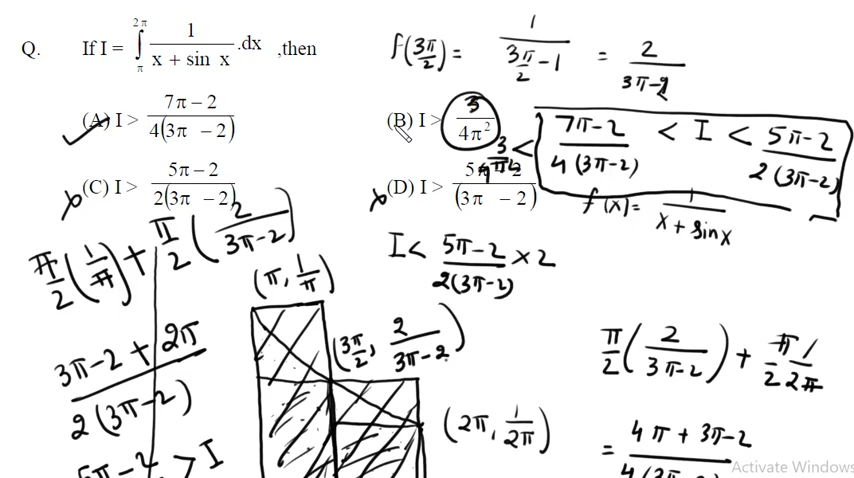 Q. If I = ∫_π^{2π} 1/(x + sin x) .dx ,then
(A) I > (7π − 2)/(4(3π − 2))
(B) I > 3/(4π²)
(C) I > (5π − 2)/(2(3π − 2))
(D) I > (3π − 2)
f(3π/2) = 1/(3π/2 − 1) = 2/(3π − 2)
< (7π − 2)/(4(3π − 2)) < I < (5π − 2)/(2(3π − 2))
f(x) = 1/(x + sin x)
π/2 (1/π) + π/2 (2/(3π − 2))
(3π − 2 + 2π)/(2(3π − 2))
> I
I < (5π − 2)/(2(3π − 2)) × 2
(π, 1/π)
(3π/2, 2/(3π − 2))
(2π, 1/2π)
π/2 (2/(3π − 2)) + π/2 1/2π
= (4π + 3π − 2)/
Activate Windows